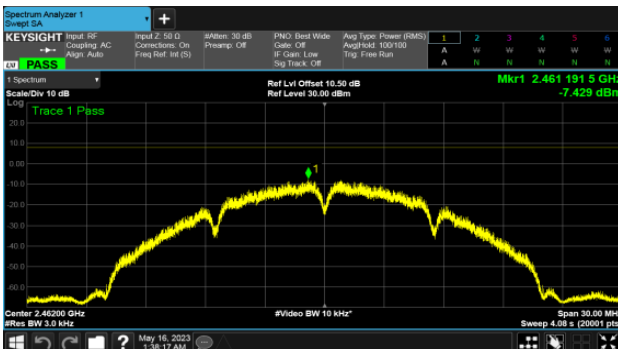 Spectrum Analyzer 1
Swept SA
+
KEYSIGHT Input: RF Input Z: 50 Ω #Atten: 30 dB PNO: Best Wide Avg Type: Power (RMS) 1 2 3 4 5 6
Coupling: AC Corrections: On Preamp: Off Gate: Off Avg|Hold: 100/100 A W W W W W
Align: Auto Freq Ref: Int (S) IF Gain: Low Trig: Free Run
LXI PASS Sig Track: Off A N N N N N
1 Spectrum Ref Lvl Offset 10.50 dB Mkr1 2.461 191 5 GHz
Scale/Div 10 dB Ref Level 30.00 dBm -7.429 dBm
Log
Trace 1 Pass
20.0
10.0
0.00
1
-10.0
-20.0
-30.0
-40.0
-50.0
-60.0
Center 2.46200 GHz #Video BW 10 kHz* Span 30.00 MHz
#Res BW 3.0 kHz Sweep 4.08 s (20001 pts)
? May 16, 2023
1:38:17 AM